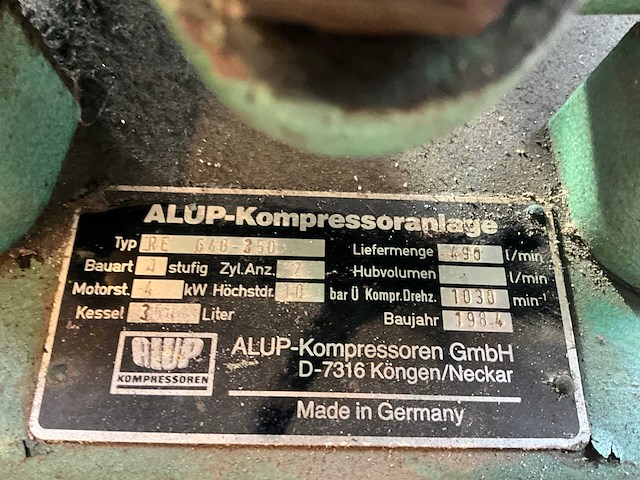 ALUP-Kompressoranlage
Typ RE 640-350 Liefermenge 490 l/min
Bauart stufig Zyl.Anz. 2 Hubvolumen l/min
Motorst. 4 kW Höchstdr. 10 bar Ü Kompr.Drehz. 1030 min⁻¹
Kessel Liter Baujahr 1984
ALUP
KOMPRESSOREN
ALUP-Kompressoren GmbH
D-7316 Köngen/Neckar
Made in Germany